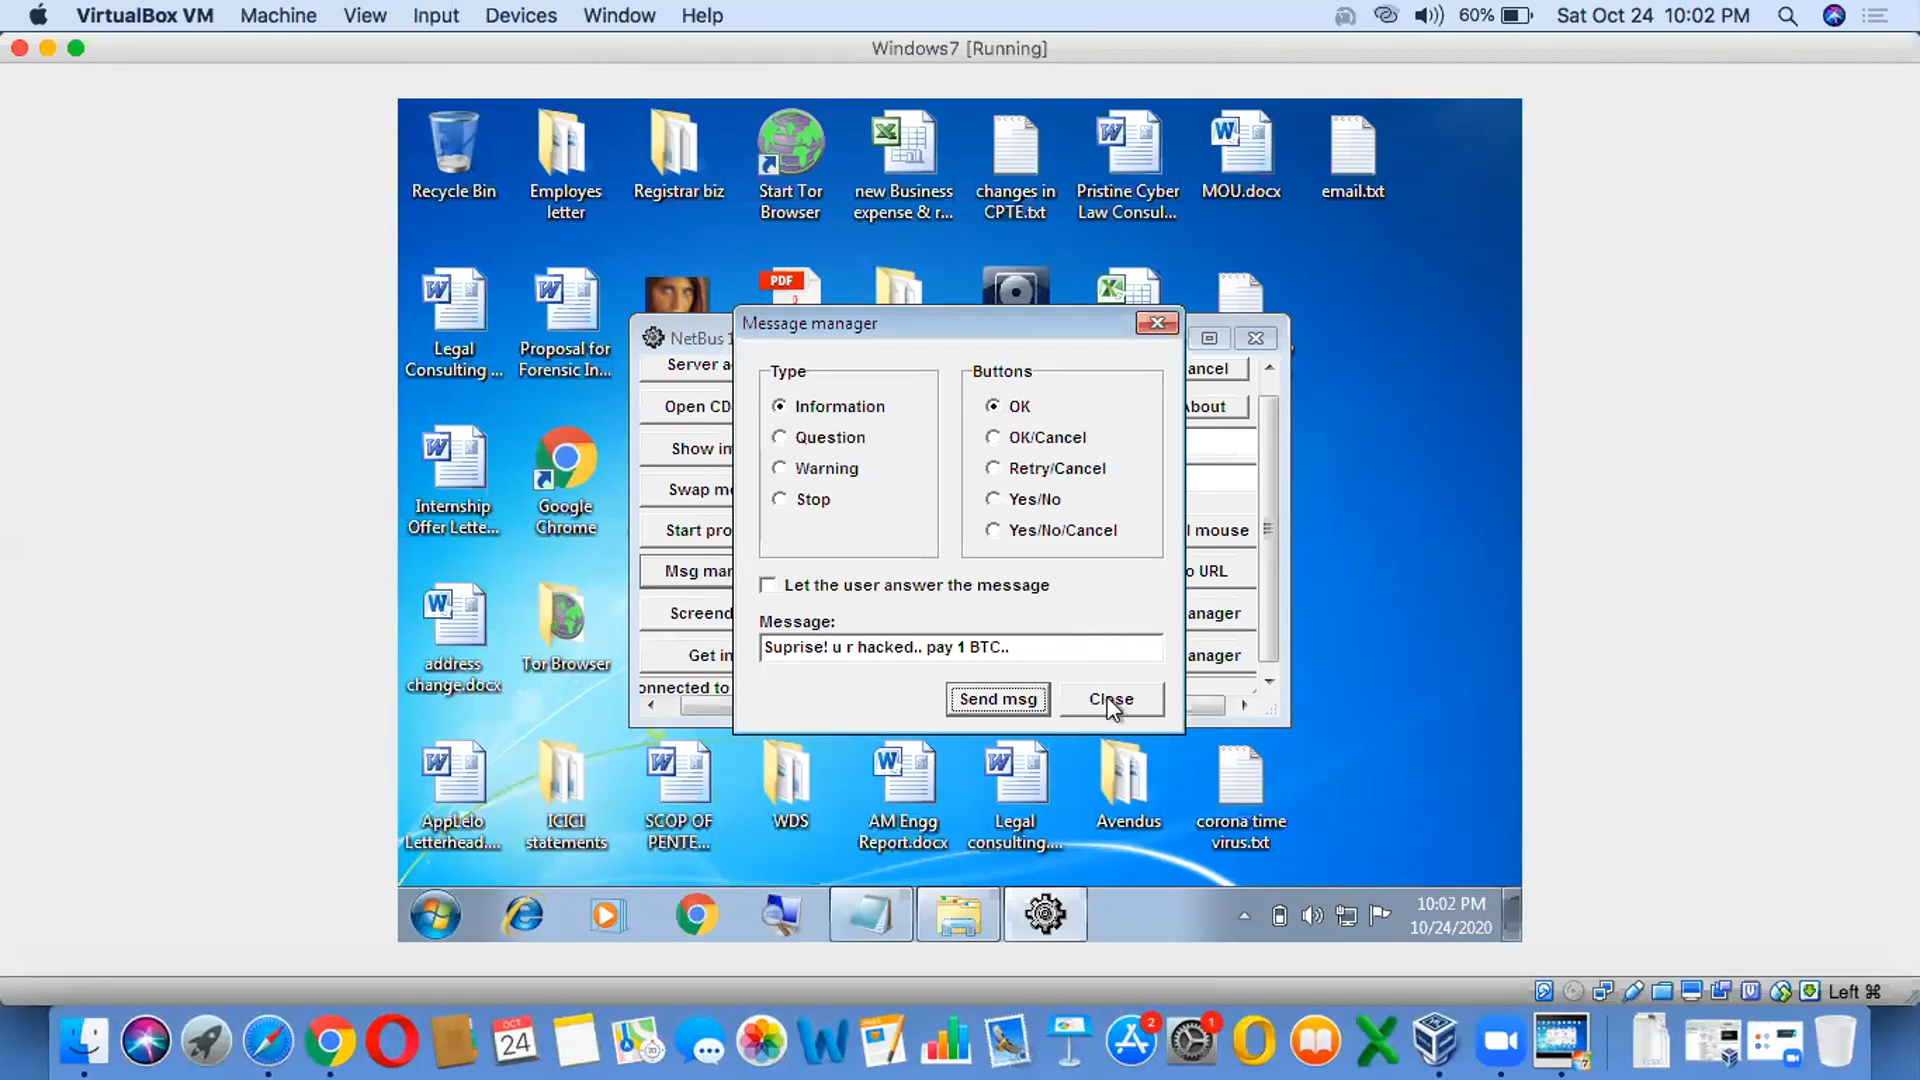 VirtualBox VM Machine View Input Devices Window Help
60% Sat Oct 24 10:02 PM
Windows7 [Running]
Recycle Bin
Employes
letter
Registrar biz
Start Tor
Browser
new Business
expense & r...
changes in
CPTE.txt
Pristine Cyber
Law Consul...
MOU.docx
email.txt
PDF
Legal
Consulting ...
Proposal for
Forensic In...
NetBus 1
Message manager
Server a
Open CD
Show im
Swap mo
Start pro
Msg man
Screend
Get in
onnected to
Type
Information
Question
Warning
Stop
Buttons
OK
OK/Cancel
Retry/Cancel
Yes/No
Yes/No/Cancel
Let the user answer the message
Message:
Suprise! u r hacked.. pay 1 BTC..
Send msg
Close
ancel
About
l mouse
o URL
anager
anager
Internship
Offer Lette...
Google
Chrome
address
change.docx
Tor Browser
AppLelo
Letterhead....
ICICI
statements
SCOP OF
PENTE...
WDS
AM Engg
Report.docx
Legal
consulting....
Avendus
corona time
virus.txt
10:02 PM
10/24/2020
Left ⌘
OCT
24
2
1